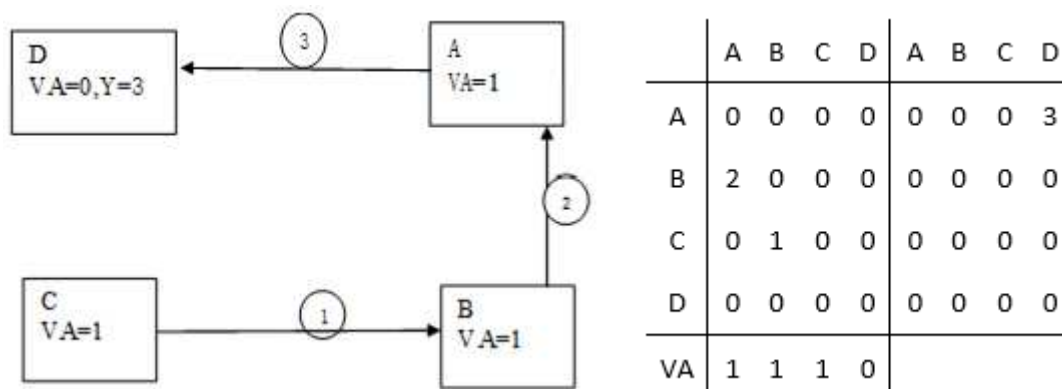 D
VA=0,Y=3
3
A
VA=1
2
C
VA=1
1
B
VA=1
A B C D A B C D
A 0 0 0 0 0 0 0 3
B 2 0 0 0 0 0 0 0
C 0 1 0 0 0 0 0 0
D 0 0 0 0 0 0 0 0
VA 1 1 1 0